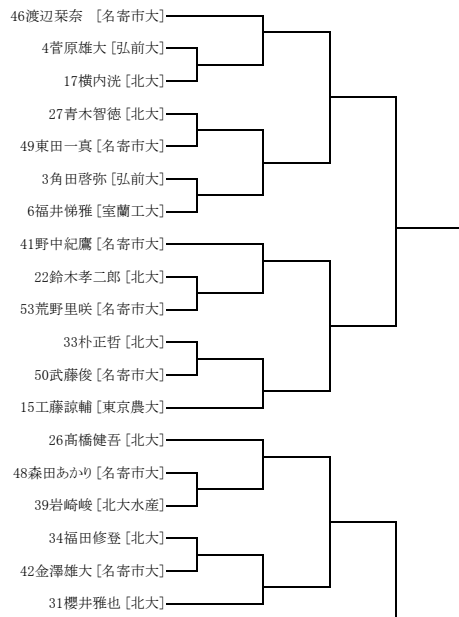 46渡辺栞奈　[名寄市大]
4菅原雄大 [弘前大]
17横内洸 [北大]
27青木智徳 [北大]
49東田一真 [名寄市大]
3角田啓弥 [弘前大]
6福井悌雅 [室蘭工大]
41野中紀鷹 [名寄市大]
22鈴木孝二郎 [北大]
53荒野里咲 [名寄市大]
33朴正哲 [北大]
50武藤俊 [名寄市大]
15工藤諒輔 [東京農大]
26髙橋健吾 [北大]
48森田あかり [名寄市大]
39岩崎峻 [北大水産]
34福田修登 [北大]
42金澤雄大 [名寄市大]
31櫻井雅也 [北大]